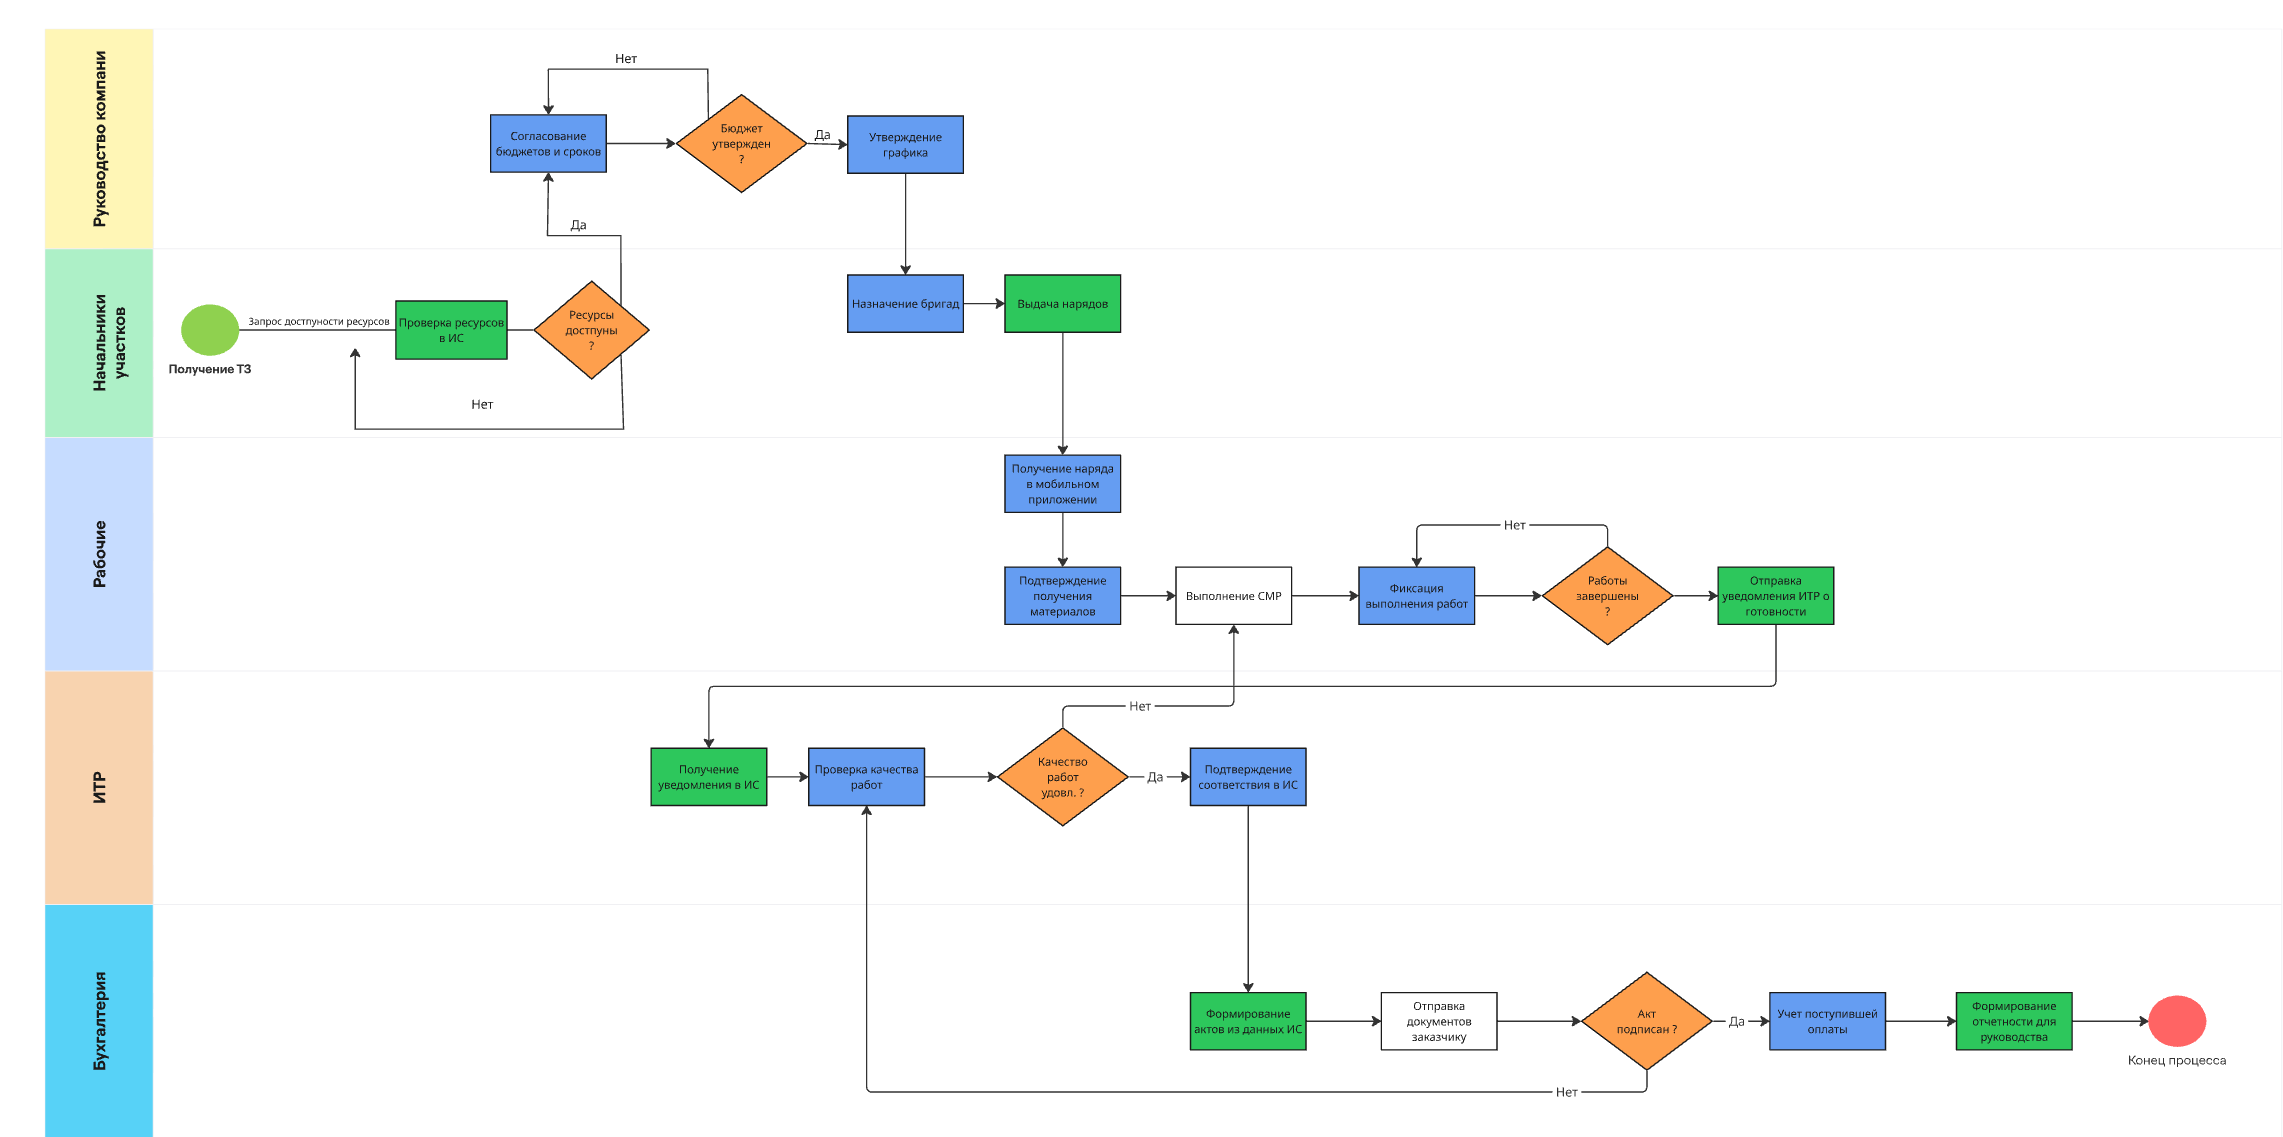 Руководство компани
Нет
Согласование
бюджетов и сроков
Бюджет
утвержден
?
Да
Утверждение
графика
Да
Начальники
участков
Получение ТЗ
Запрос достпуности ресурсов
Проверка ресурсов
в ИС
Ресурсы
достпуны
?
Нет
Назначение бригад
Выдача нарядов
Рабочие
Получение наряда
в мобильном
приложении
Подтверждение
получения
материалов
Выполнение СМР
Фиксация
выполнения работ
Нет
Работы
завершены
?
Отправка
уведомления ИТР о
готовности
ИТР
Нет
Получение
уведомления в ИС
Проверка качества
работ
Качество
работ
удовл. ?
Да
Подтверждение
соответствия в ИС
Бухгалтерия
Формирование
актов из данных ИС
Отправка
документов
заказчику
Акт
подписан ?
Да
Учет поступившей
оплаты
Формирование
отчетности для
руководства
Конец процесса
Нет